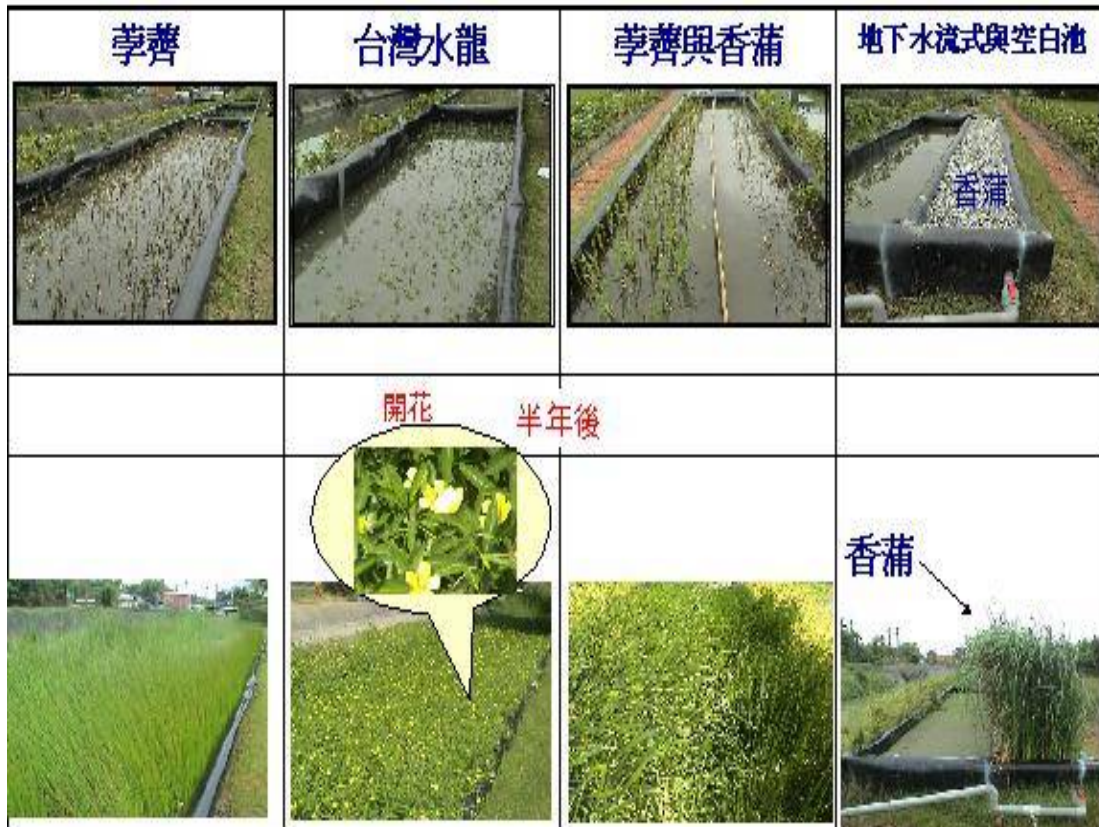 荸薺
台灣水龍
荸薺與香蒲
地下水流式與空白池
香蒲
開花
半年後
香蒲